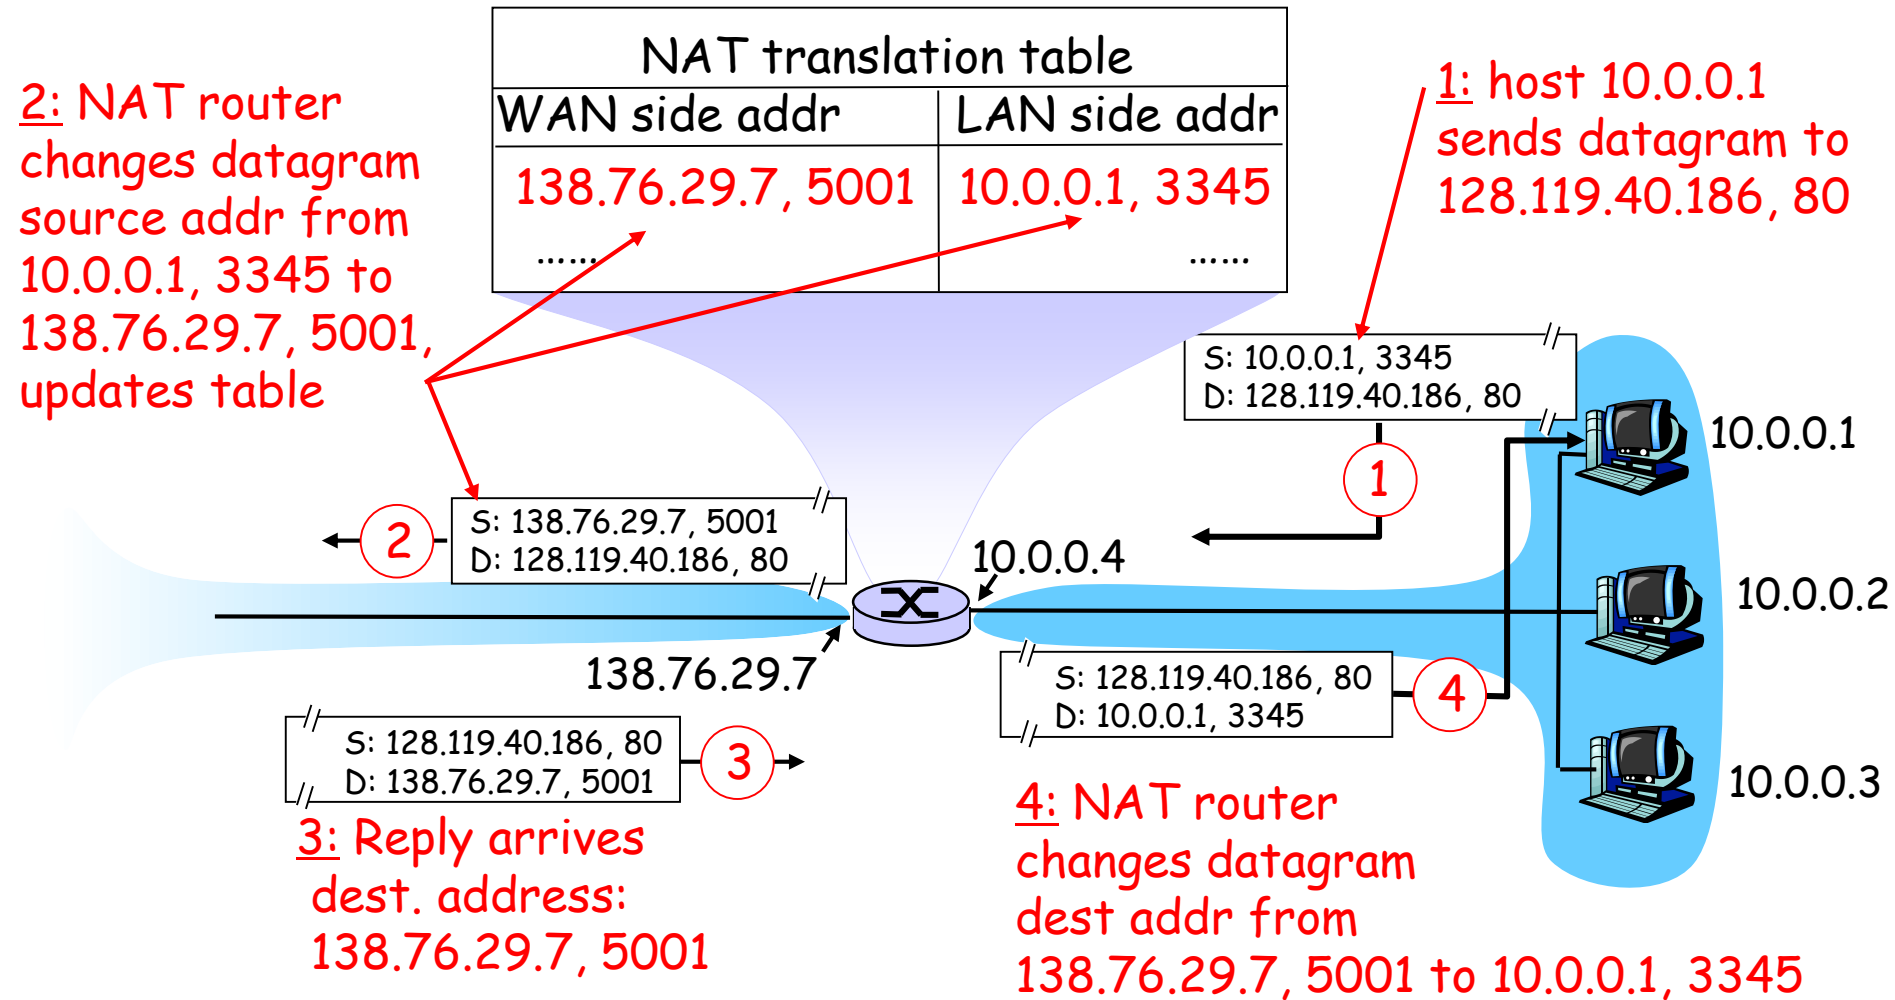 NAT translation table
WAN side addr LAN side addr
138.76.29.7, 5001 10.0.0.1, 3345
...... ......
2: NAT router
changes datagram
source addr from
10.0.0.1, 3345 to
138.76.29.7, 5001,
updates table
1: host 10.0.0.1
sends datagram to
128.119.40.186, 80
S: 10.0.0.1, 3345
D: 128.119.40.186, 80
1
10.0.0.1
S: 138.76.29.7, 5001
D: 128.119.40.186, 80
2
10.0.0.4
10.0.0.2
138.76.29.7
S: 128.119.40.186, 80
D: 10.0.0.1, 3345
4
S: 128.119.40.186, 80
D: 138.76.29.7, 5001
3
10.0.0.3
3: Reply arrives
dest. address:
138.76.29.7, 5001
4: NAT router
changes datagram
dest addr from
138.76.29.7, 5001 to 10.0.0.1, 3345